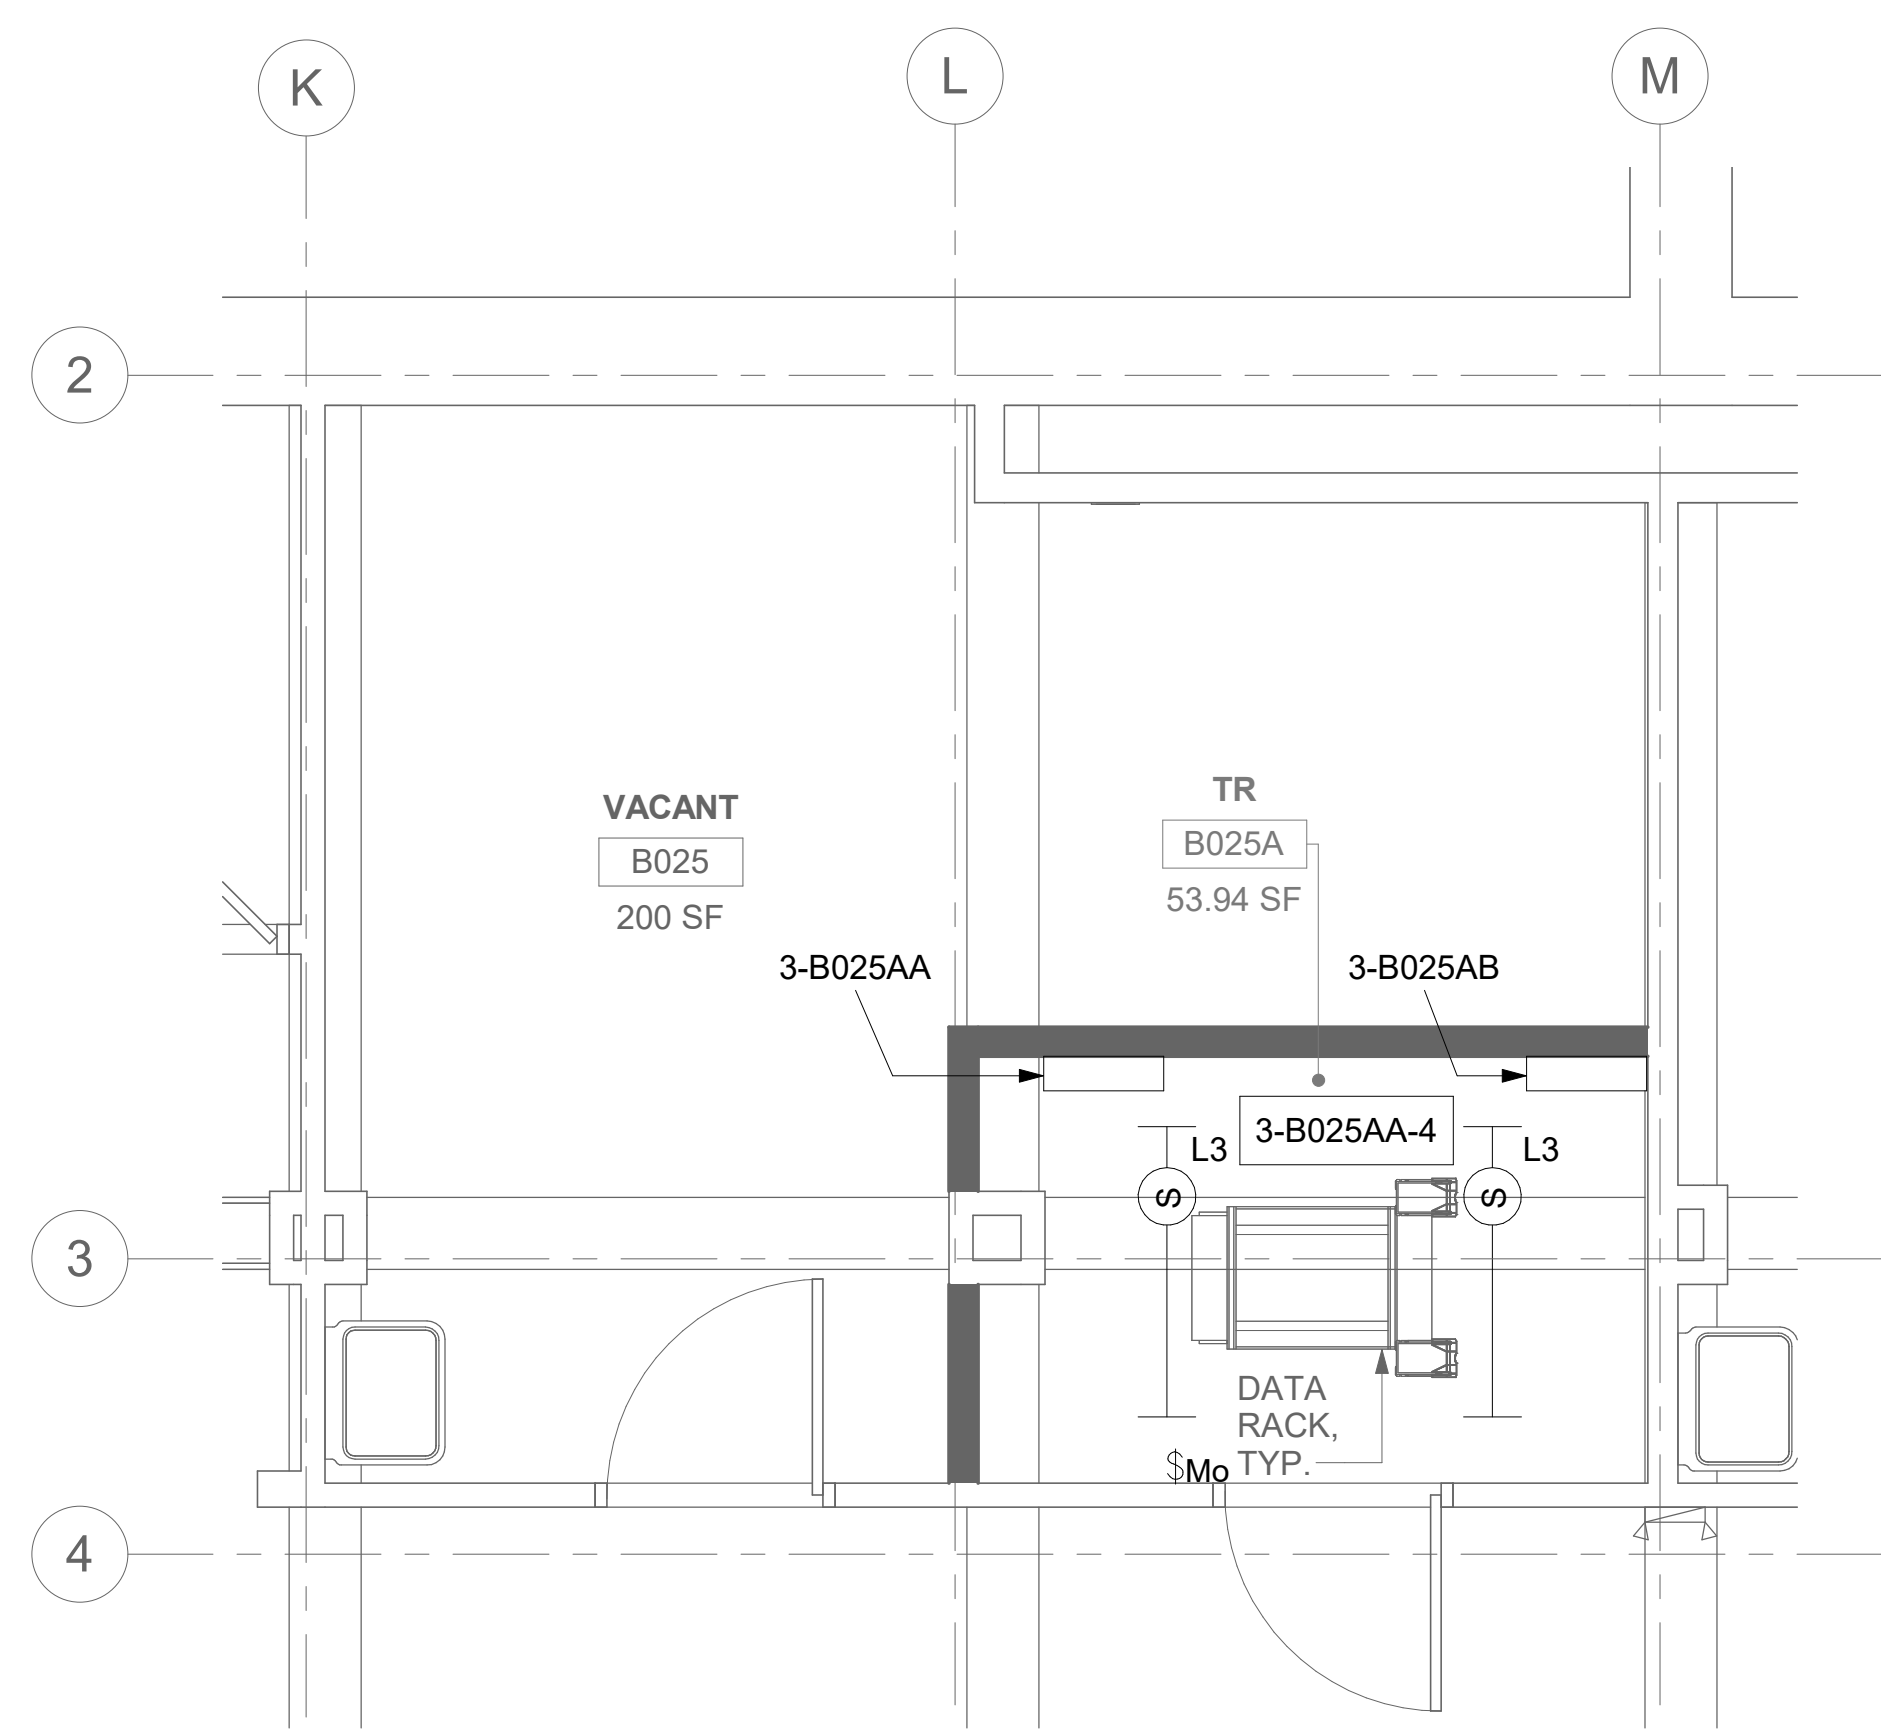 K
L
M
2
VACANT
B025
200 SF
TR
B025A
53.94 SF
3-B025AA
3-B025AB
3-B025AA-4
L3
L3
S
S
3
DATA
RACK,
TYP.
$Mo
4